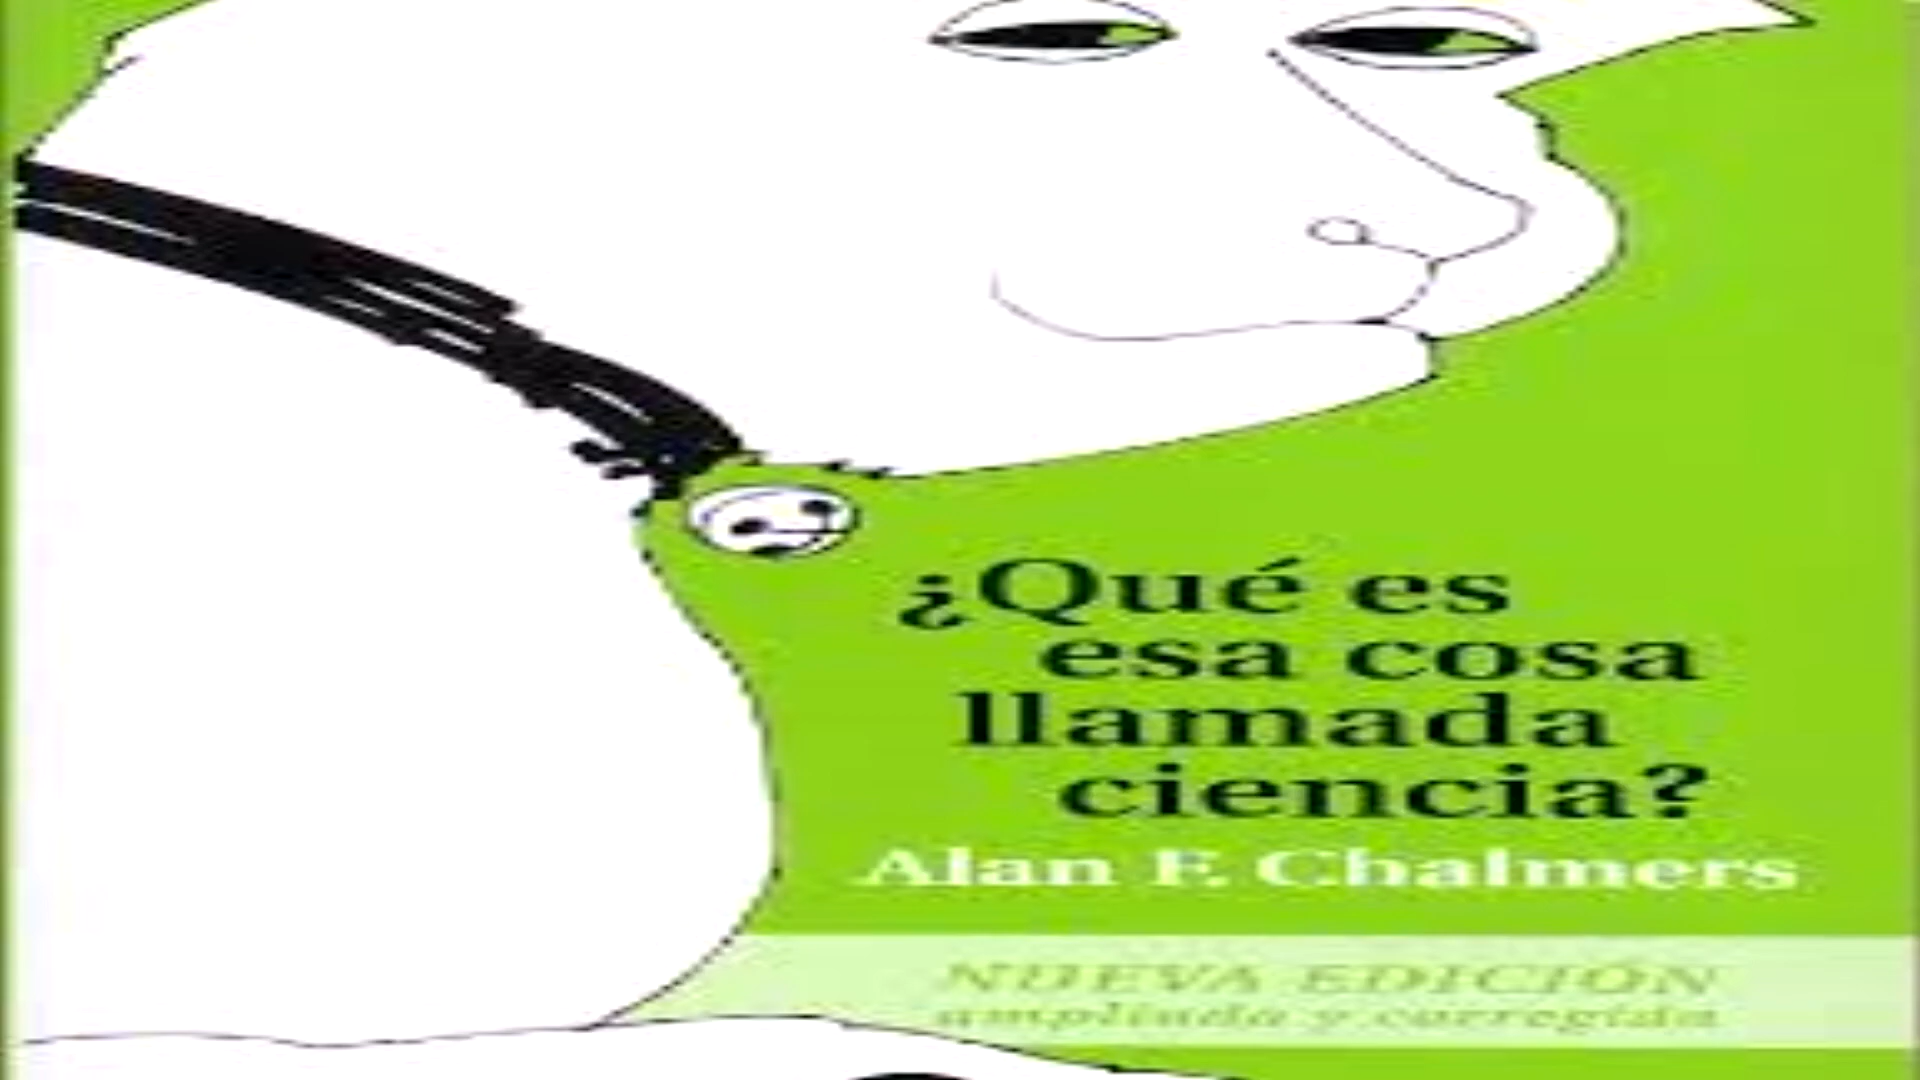 ¿Qué es
esa cosa
llamada
ciencia?
Alan F. Chalmers
NUEVA EDICIÓN
ampliada y corregida